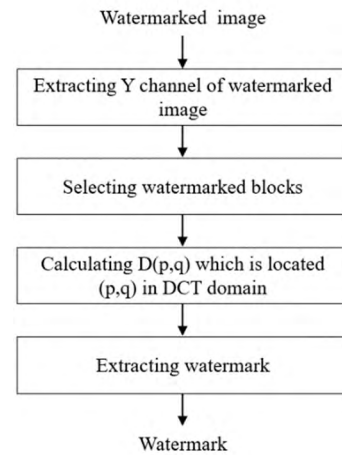 Watermarked image
Extracting Y channel of watermarked
image
Selecting watermarked blocks
Calculating D(p,q) which is located
(p,q) in DCT domain
Extracting watermark
Watermark